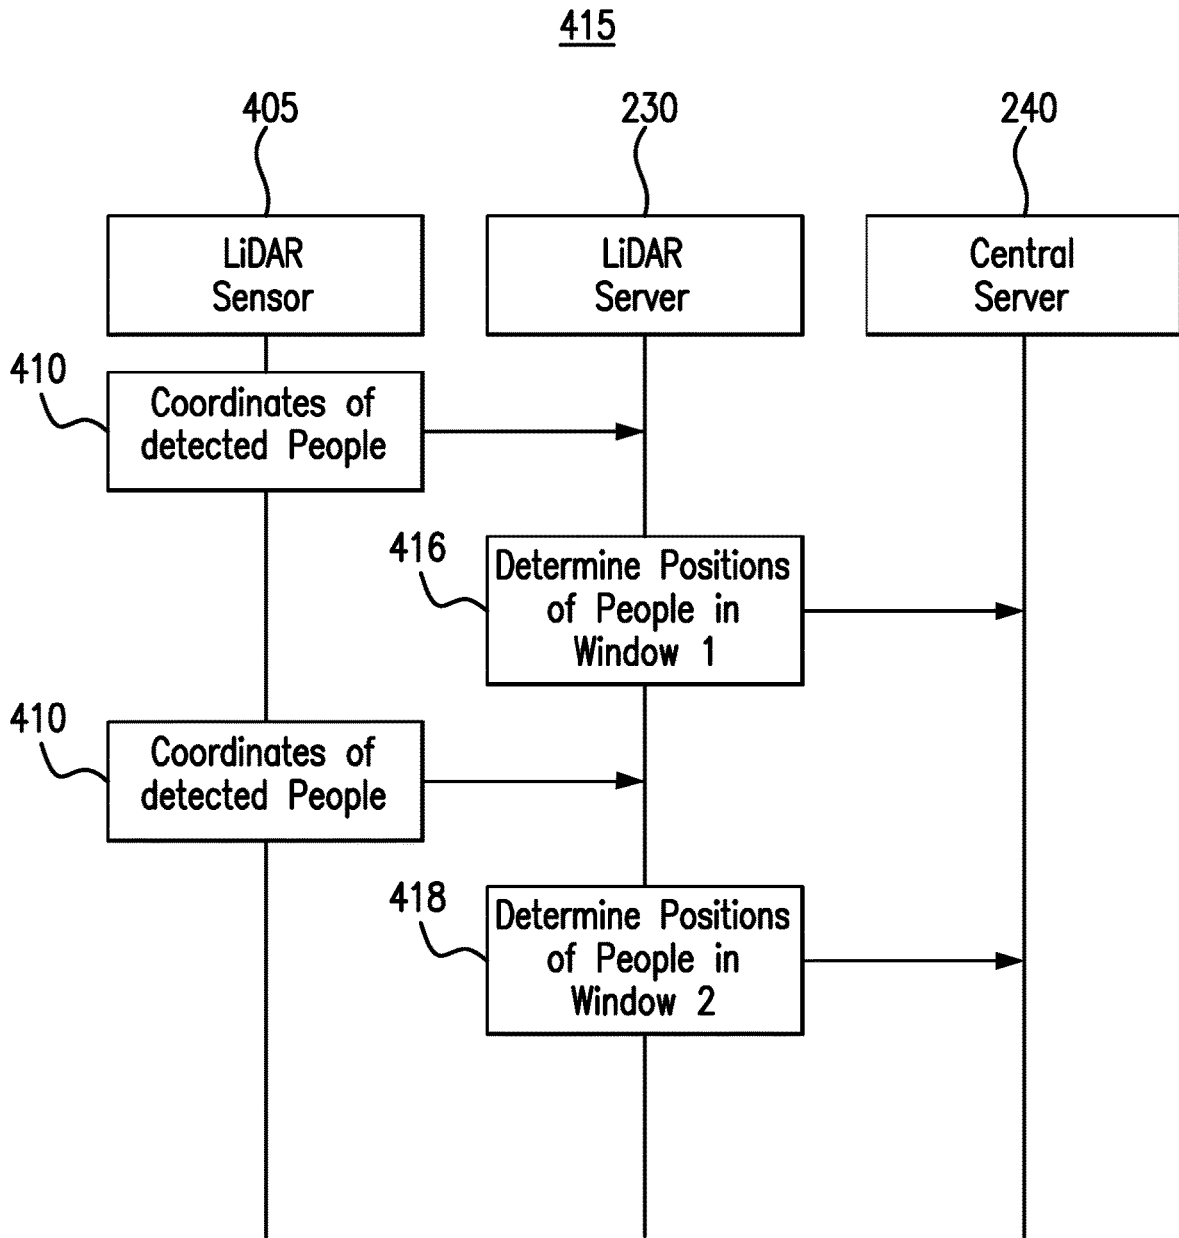 415
405
230
240
LiDAR
Sensor
LiDAR
Server
Central
Server
410
Coordinates of
detected People
416
Determine Positions
of People in
Window 1
410
Coordinates of
detected People
418
Determine Positions
of People in
Window 2